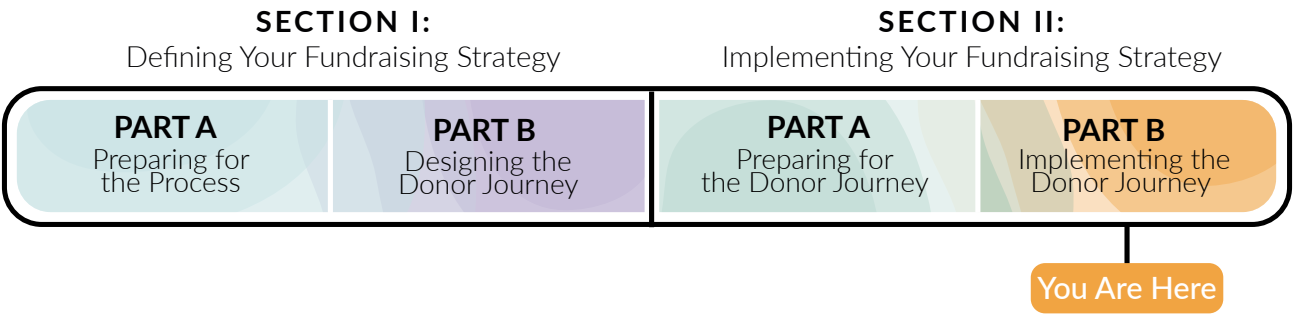 SECTION I:
Defining Your Fundraising Strategy
SECTION II:
Implementing Your Fundraising Strategy
PART A
Preparing for
the Process
PART B
Designing the
Donor Journey
PART A
Preparing for
the Donor Journey
PART B
Implementing the
Donor Journey
You Are Here